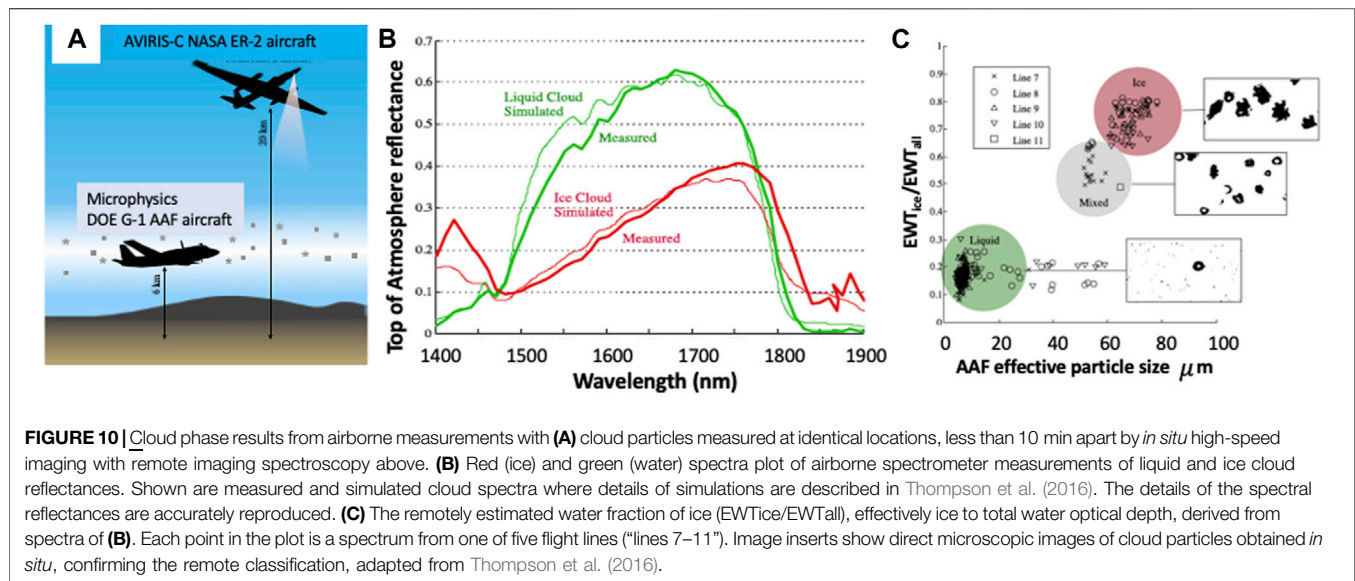 A
AVIRIS-C NASA ER-2 aircraft
20 km
Microphysics
DOE G-1 AAF aircraft
6 km
B
Top of Atmosphere reflectance
0.7
0.6
0.5
0.4
0.3
0.2
0.1
0
Liquid Cloud
Simulated
Measured
Ice Cloud
Simulated
Measured
1400
1500
1600
1700
1800
1900
Wavelength (nm)
C
EWTice/EWTall
1
0.9
0.8
0.7
0.6
0.5
0.4
0.3
0.2
0.1
0
Line 7
Line 8
Line 9
Line 10
Line 11
Ice
Mixed
Liquid
0
20
40
60
80
100
AAF effective particle size μm
FIGURE 10 | Cloud phase results from airborne measurements with (A) cloud particles measured at identical locations, less than 10 min apart by in situ high-speed
imaging with remote imaging spectroscopy above. (B) Red (ice) and green (water) spectra plot of airborne spectrometer measurements of liquid and ice cloud
reflectances. Shown are measured and simulated cloud spectra where details of simulations are described in Thompson et al. (2016). The details of the spectral
reflectances are accurately reproduced. (C) The remotely estimated water fraction of ice (EWTice/EWTall), effectively ice to total water optical depth, derived from
spectra of (B). Each point in the plot is a spectrum from one of five flight lines (“lines 7–11”). Image inserts show direct microscopic images of cloud particles obtained in
situ, confirming the remote classification, adapted from Thompson et al. (2016).